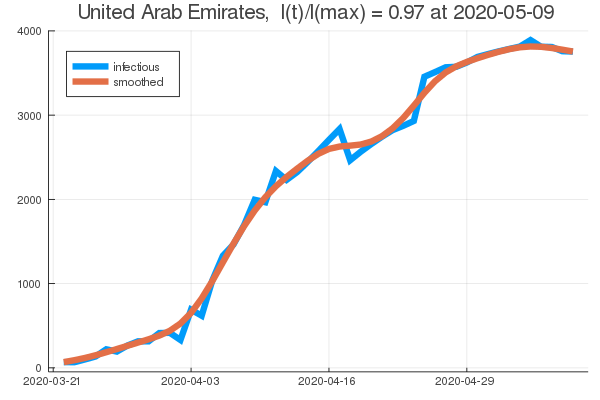 United Arab Emirates,  I(t)/I(max) = 0.97 at 2020-05-09
4000
infectious
smoothed
3000
2000
1000
0
2020-03-21 2020-04-03 2020-04-16 2020-04-29